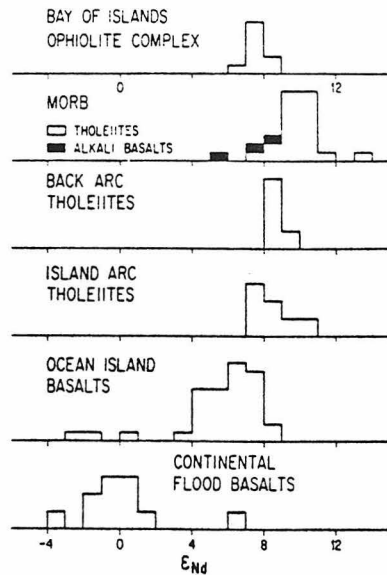 BAY OF ISLANDS
OPHIOLITE COMPLEX
0 12
MORB
THOLEIITES
ALKALI BASALTS
BACK ARC
THOLEIITES
ISLAND ARC
THOLEIITES
OCEAN ISLAND
BASALTS
CONTINENTAL
FLOOD BASALTS
-4 0 4 8 12
εNd